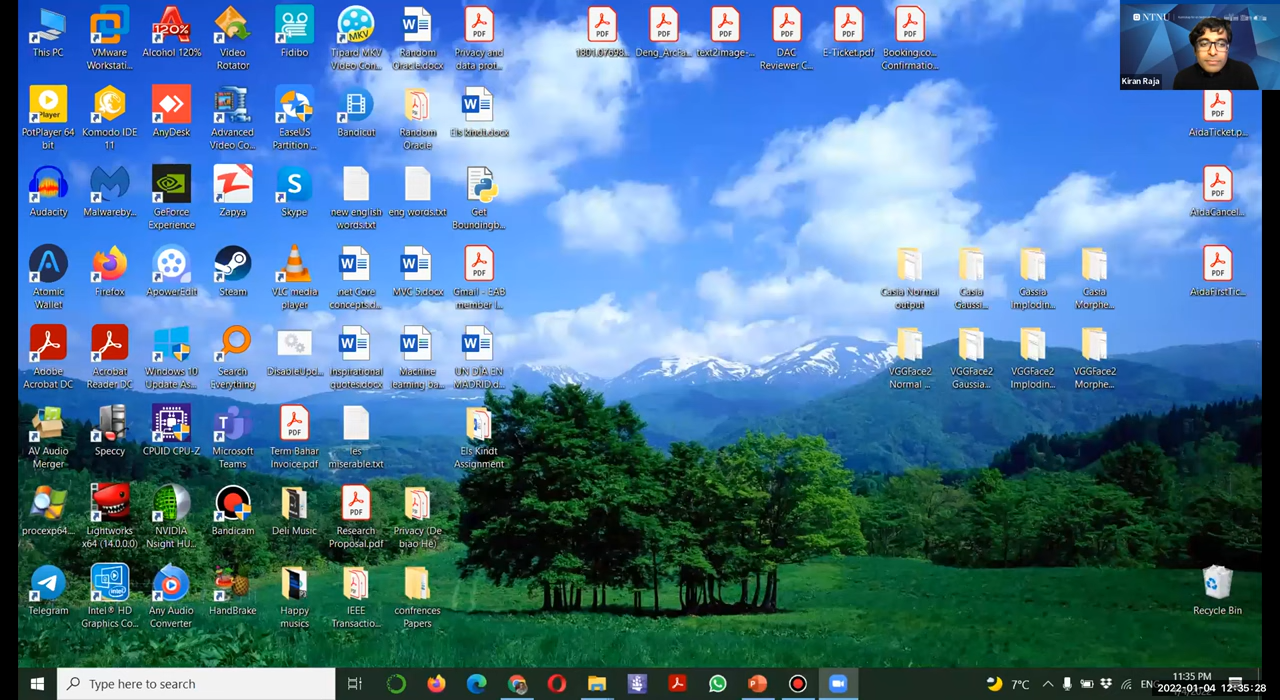 This PC
VMware Workstati...
Alcohol 120%
Video Rotator
Fidibo
Tipard MKV Video Con...
Random Oracle.docx
Privacy and data prot...
1801.07698...
Deng_Arcfa...
text2image-...
DAC Reviewer C...
E-Ticket.pdf
Booking.co... Confirmatio...
NTNU
Kiran Raja
PotPlayer 64 bit
Komodo IDE 11
AnyDesk
Advanced Video Co...
EaseUS Partition ...
Bandicut
Random Oracle
Els kindt.docx
AidaTicket.p...
Audacity
Malwareby...
GeForce Experience
Zapya
Skype
new english words.txt
eng words.txt
Get Boundingb...
AidaCancel...
Atomic Wallet
Firefox
ApowerEdit
Steam
VLC media player
.net Core concepts.d...
MVC 5.docx
Gmail - EAB member I...
Casia Normal output
Casia Gaussi...
Cassia Implodin...
Casia Morphe...
AidaFirstTic...
Adobe Acrobat DC
Acrobat Reader DC
Windows 10 Update As...
Search Everything
DisableUpd...
Inspirational quotes.docx
Machine learning ba...
UN DÍA EN MADRID.d...
VGGFace2 Normal ...
VGGFace2 Gaussia...
VGGFace2 Implodin...
VGGFace2 Morphe...
AV Audio Merger
Speccy
CPUID CPU-Z
Microsoft Teams
Term Bahar Invoice.pdf
les miserable.txt
Els Kindt Assignment
procexp64...
Lightworks x64 (14.0.0.0)
NVIDIA Nsight HU...
Bandicam
Deli Music
Research Proposal.pdf
Privacy (De biao He)
Telegram
Intel® HD Graphics Co...
Any Audio Converter
HandBrake
Happy musics
IEEE Transactio...
confrences Papers
Recycle Bin
Type here to search
7°C
ENG
11:35 PM
2022-01-04 12:35:28